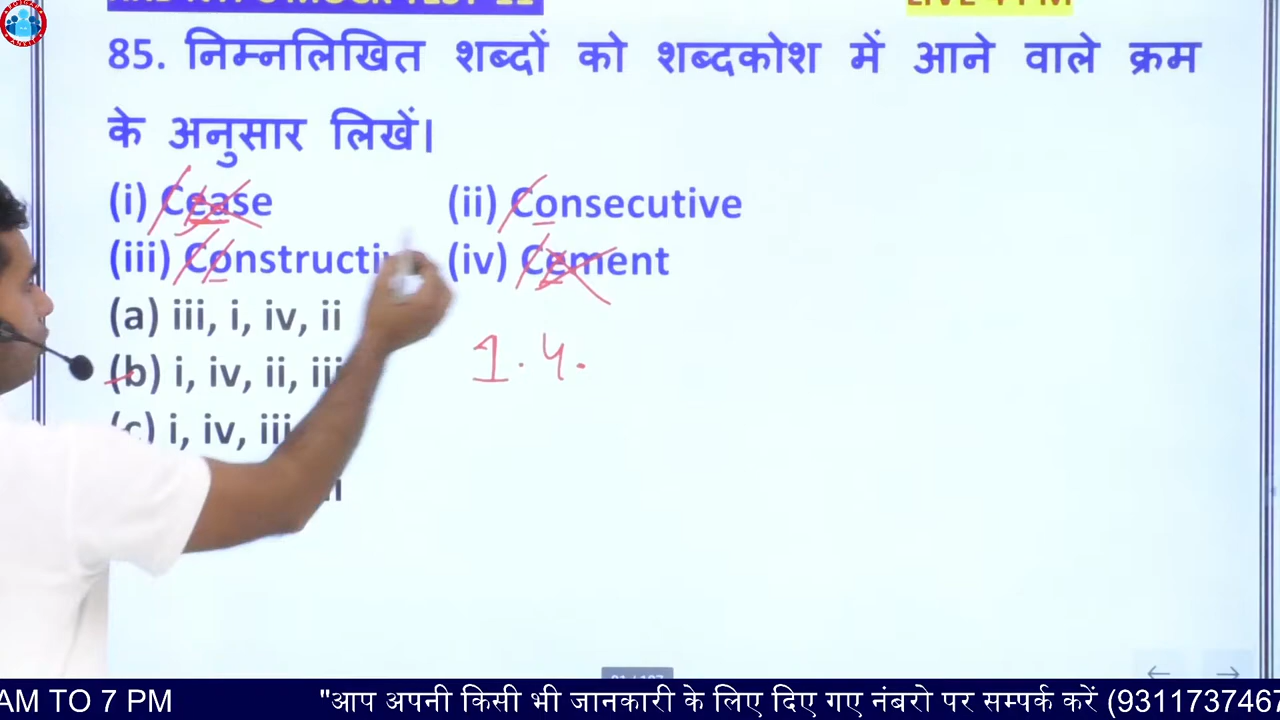 85. निम्नलिखित शब्दों को शब्दकोश में आने वाले क्रम
के अनुसार लिखें।
(i) Cease (ii) Consecutive
(iii) Constructiv (iv) Cement
(a) iii, i, iv, ii
1.4.
(b) i, iv, ii, iii
(c) i, iv, iii
AM TO 7 PM "आप अपनी किसी भी जानकारी के लिए दिए गए नंबरो पर सम्पर्क करें (9311737467